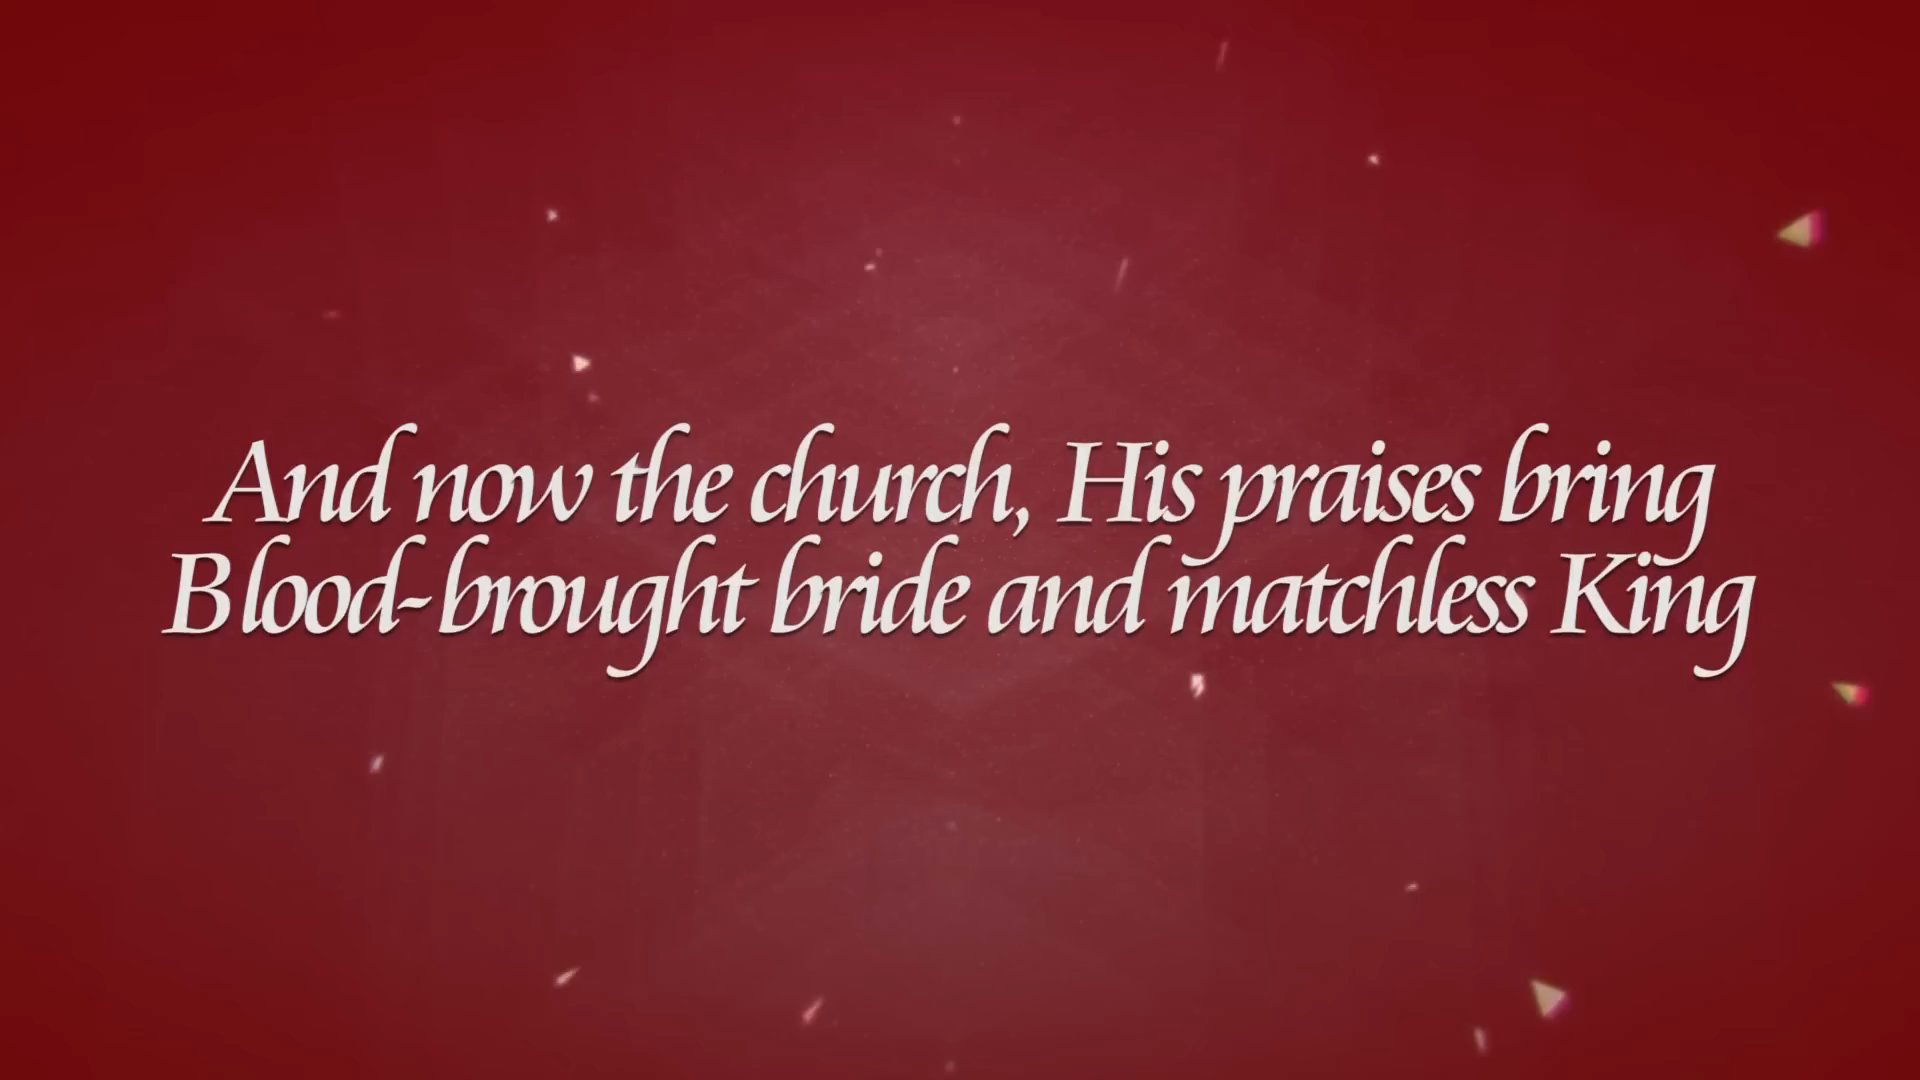 And now the church, His praises bring
Blood-brought bride and matchless King